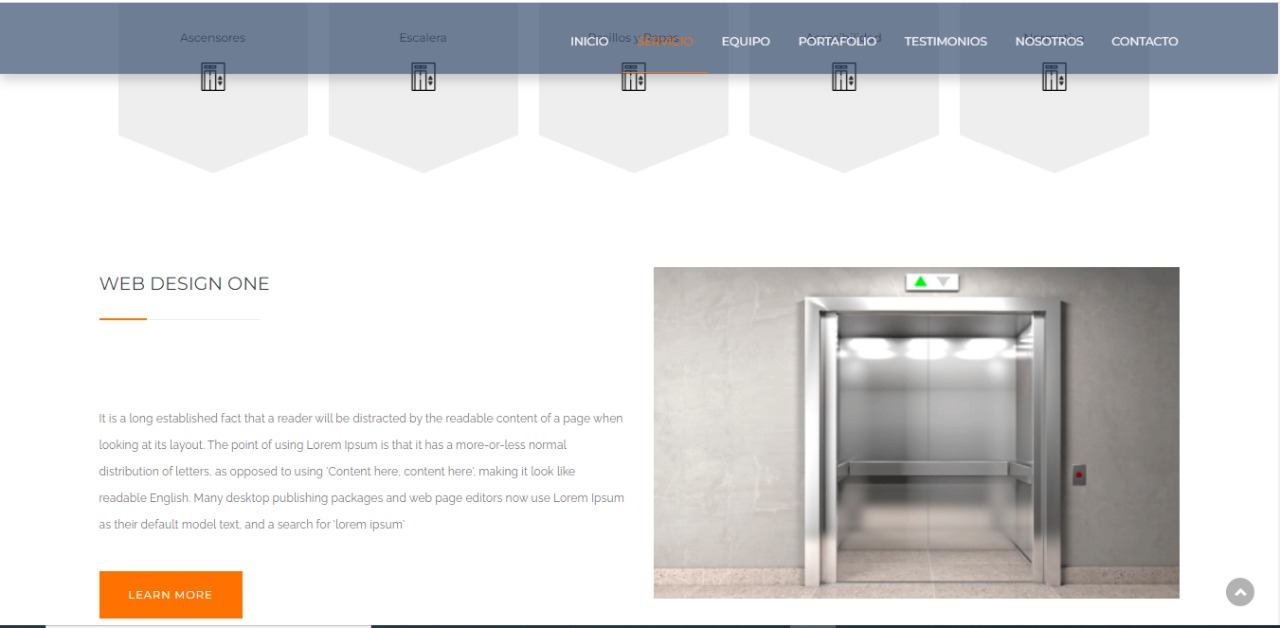 Ascensores
Escalera
INICIO
SERVICIO
EQUIPO
PORTAFOLIO
TESTIMONIOS
NOSOTROS
CONTACTO
WEB DESIGN ONE
It is a long established fact that a reader will be distracted by the readable content of a page when
looking at its layout. The point of using Lorem Ipsum is that it has a more-or-less normal
distribution of letters, as opposed to using 'Content here, content here', making it look like
readable English. Many desktop publishing packages and web page editors now use Lorem Ipsum
as their default model text, and a search for 'lorem ipsum'
LEARN MORE